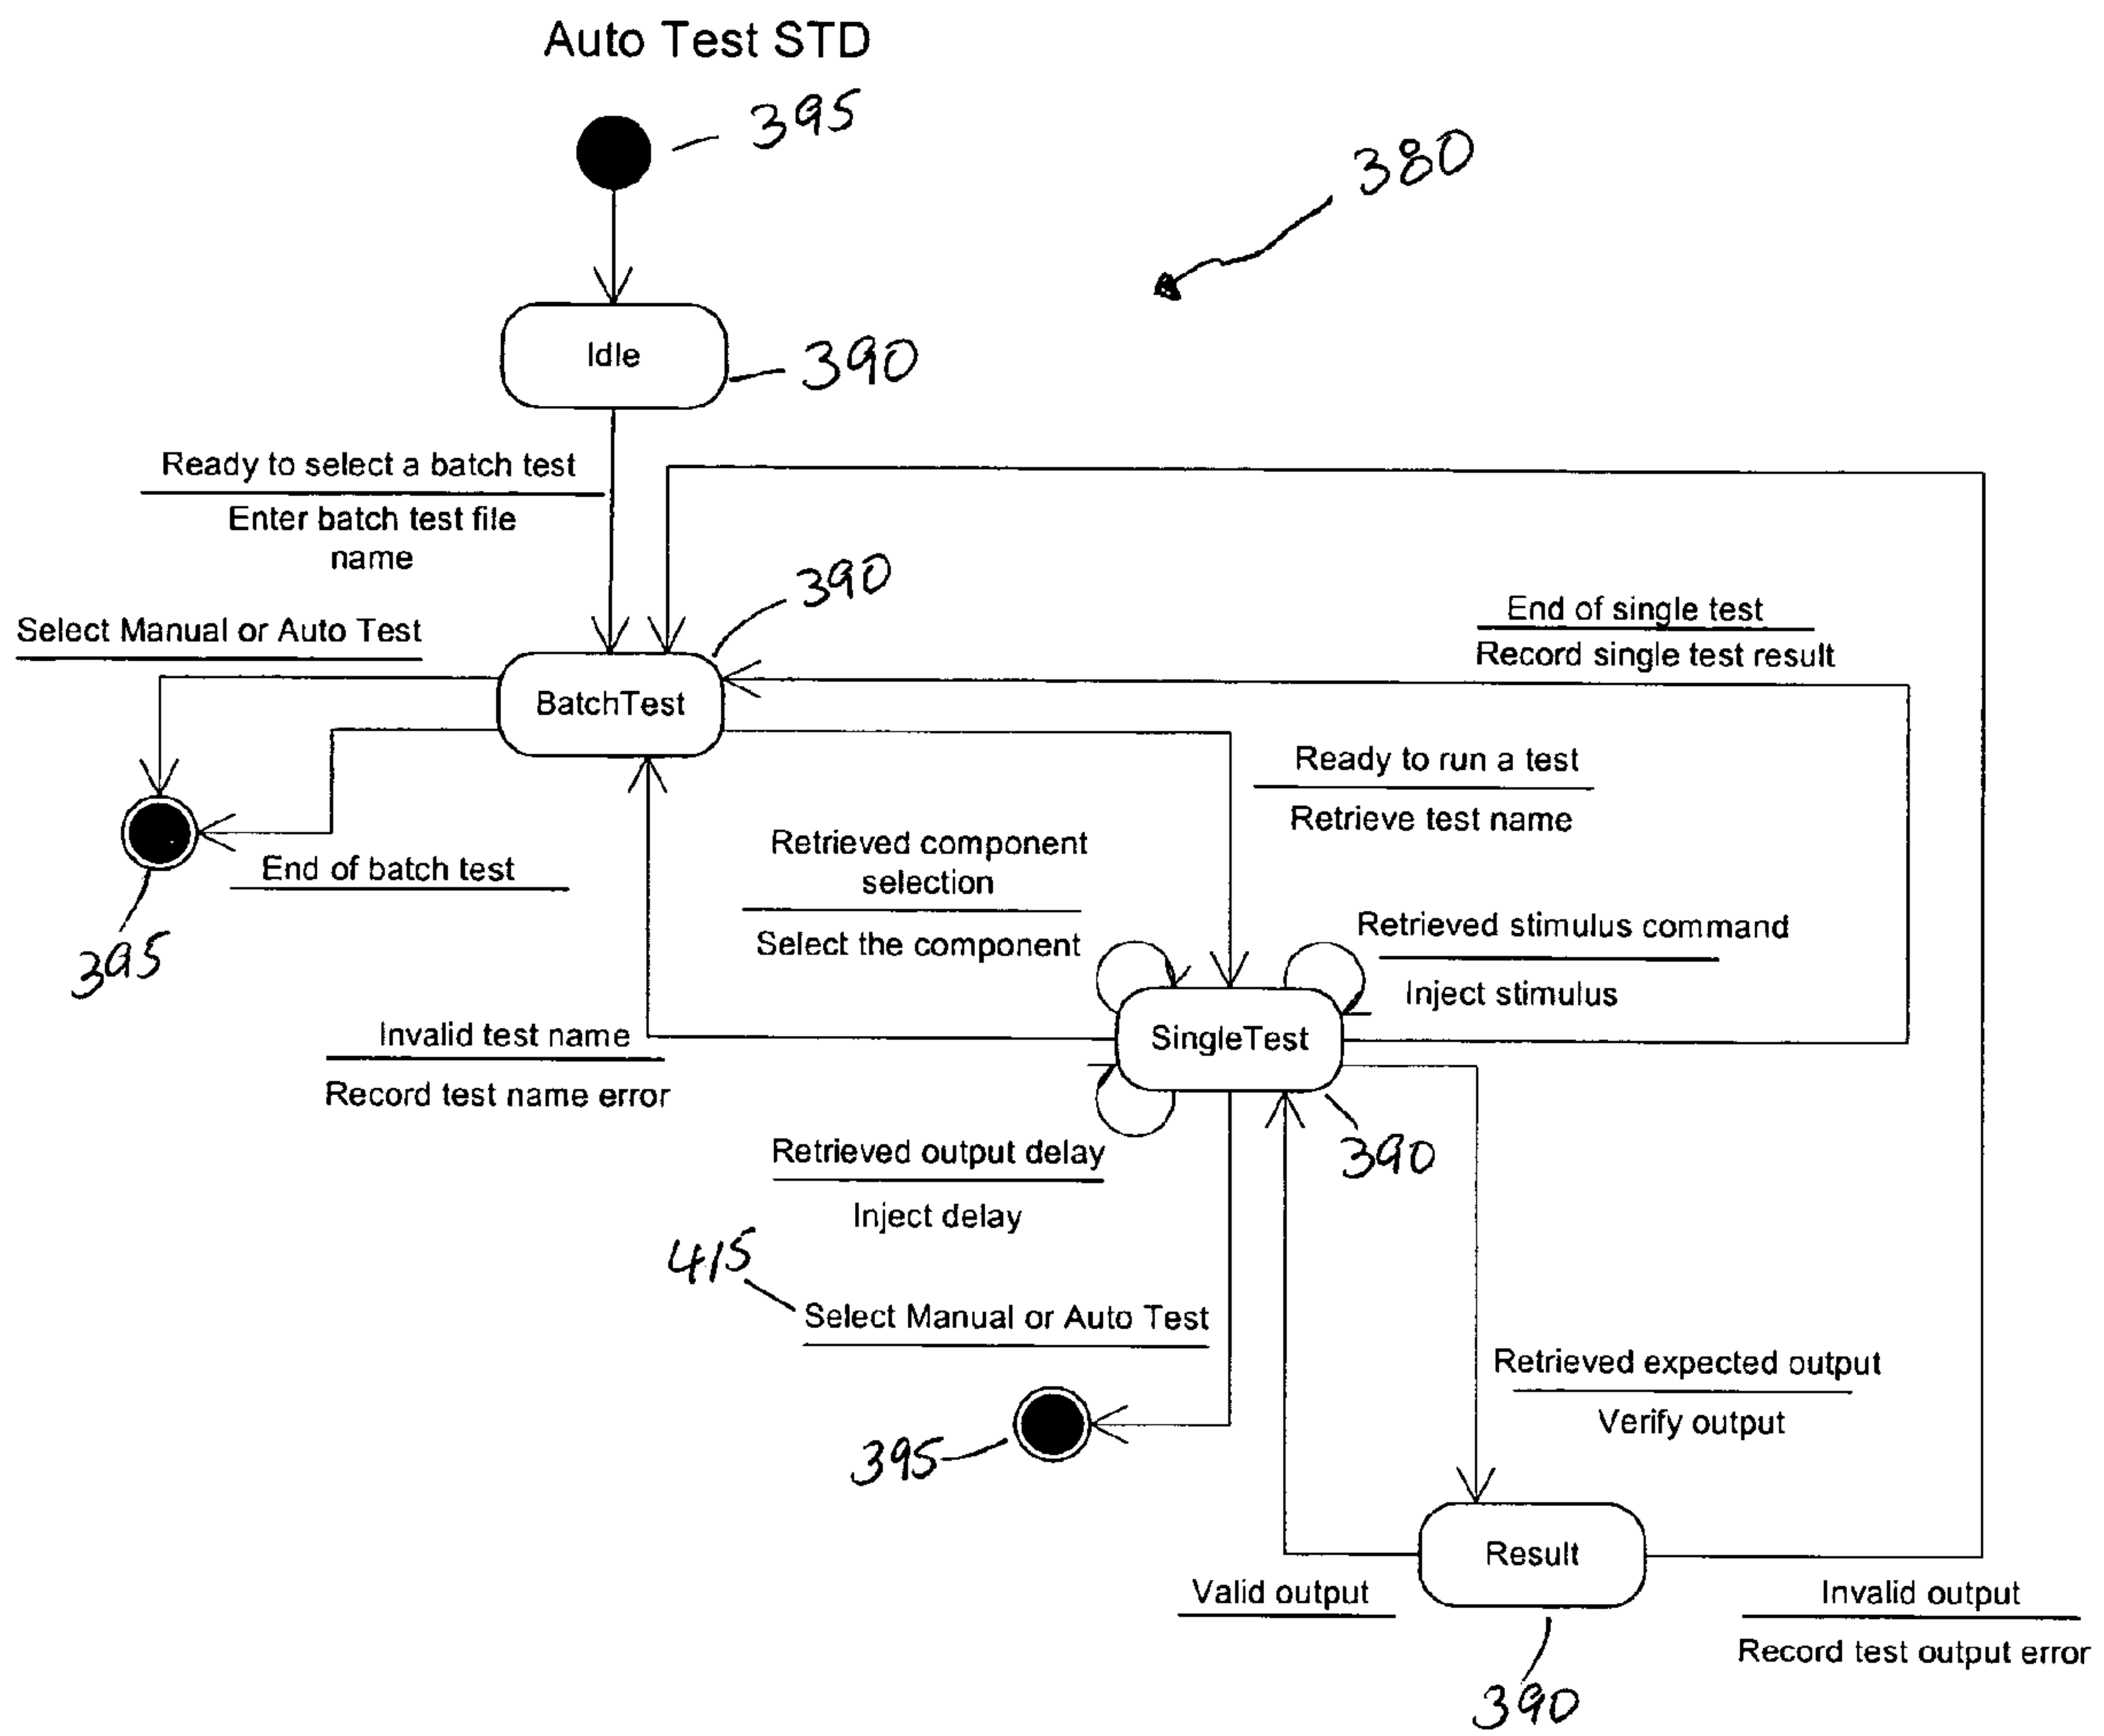 Auto Test STD
395
380
Idle
390
Ready to select a batch test
Enter batch test file
name
390
Select Manual or Auto Test
BatchTest
End of single test
Record single test result
Ready to run a test
Retrieve test name
End of batch test
395
Retrieved component
selection
Select the component
Retrieved stimulus command
Inject stimulus
Invalid test name
Record test name error
SingleTest
390
Retrieved output delay
Inject delay
415
Select Manual or Auto Test
395
Retrieved expected output
Verify output
Result
Valid output
Invalid output
Record test output error
390